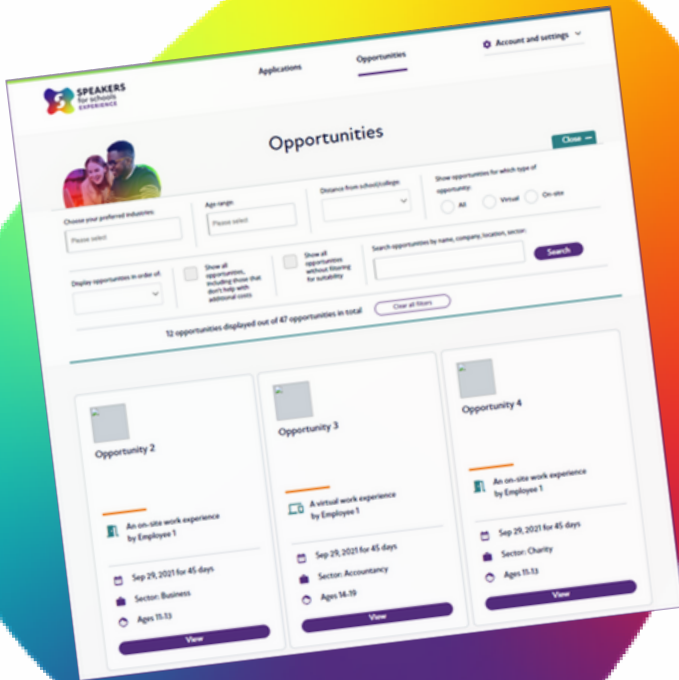 Applications
Opportunities
Account and settings
SPEAKERS
for schools
EXPERIENCE
Opportunities
Close
Choose your preferred industries:
Please select
Age range:
Please select
Distance from school/college:
Show opportunities for which type of
opportunity:
All
Virtual
On-site
Display opportunities in order of:
Show all
opportunities,
including those that
don't help with
additional costs
Show all
opportunities
without filtering
for suitability
Search opportunities by name, company, location, sector:
Search
12 opportunities displayed out of 47 opportunities in total
Clear all filters
Opportunity 2
An on-site work experience
by Employee 1
Sep 29, 2021 for 45 days
Sector: Business
Ages 11-13
View
Opportunity 3
A virtual work experience
by Employee 1
Sep 29, 2021 for 45 days
Sector: Accountancy
Ages 14-19
View
Opportunity 4
An on-site work experience
by Employee 1
Sep 29, 2021 for 45 days
Sector: Charity
Ages 11-13
View